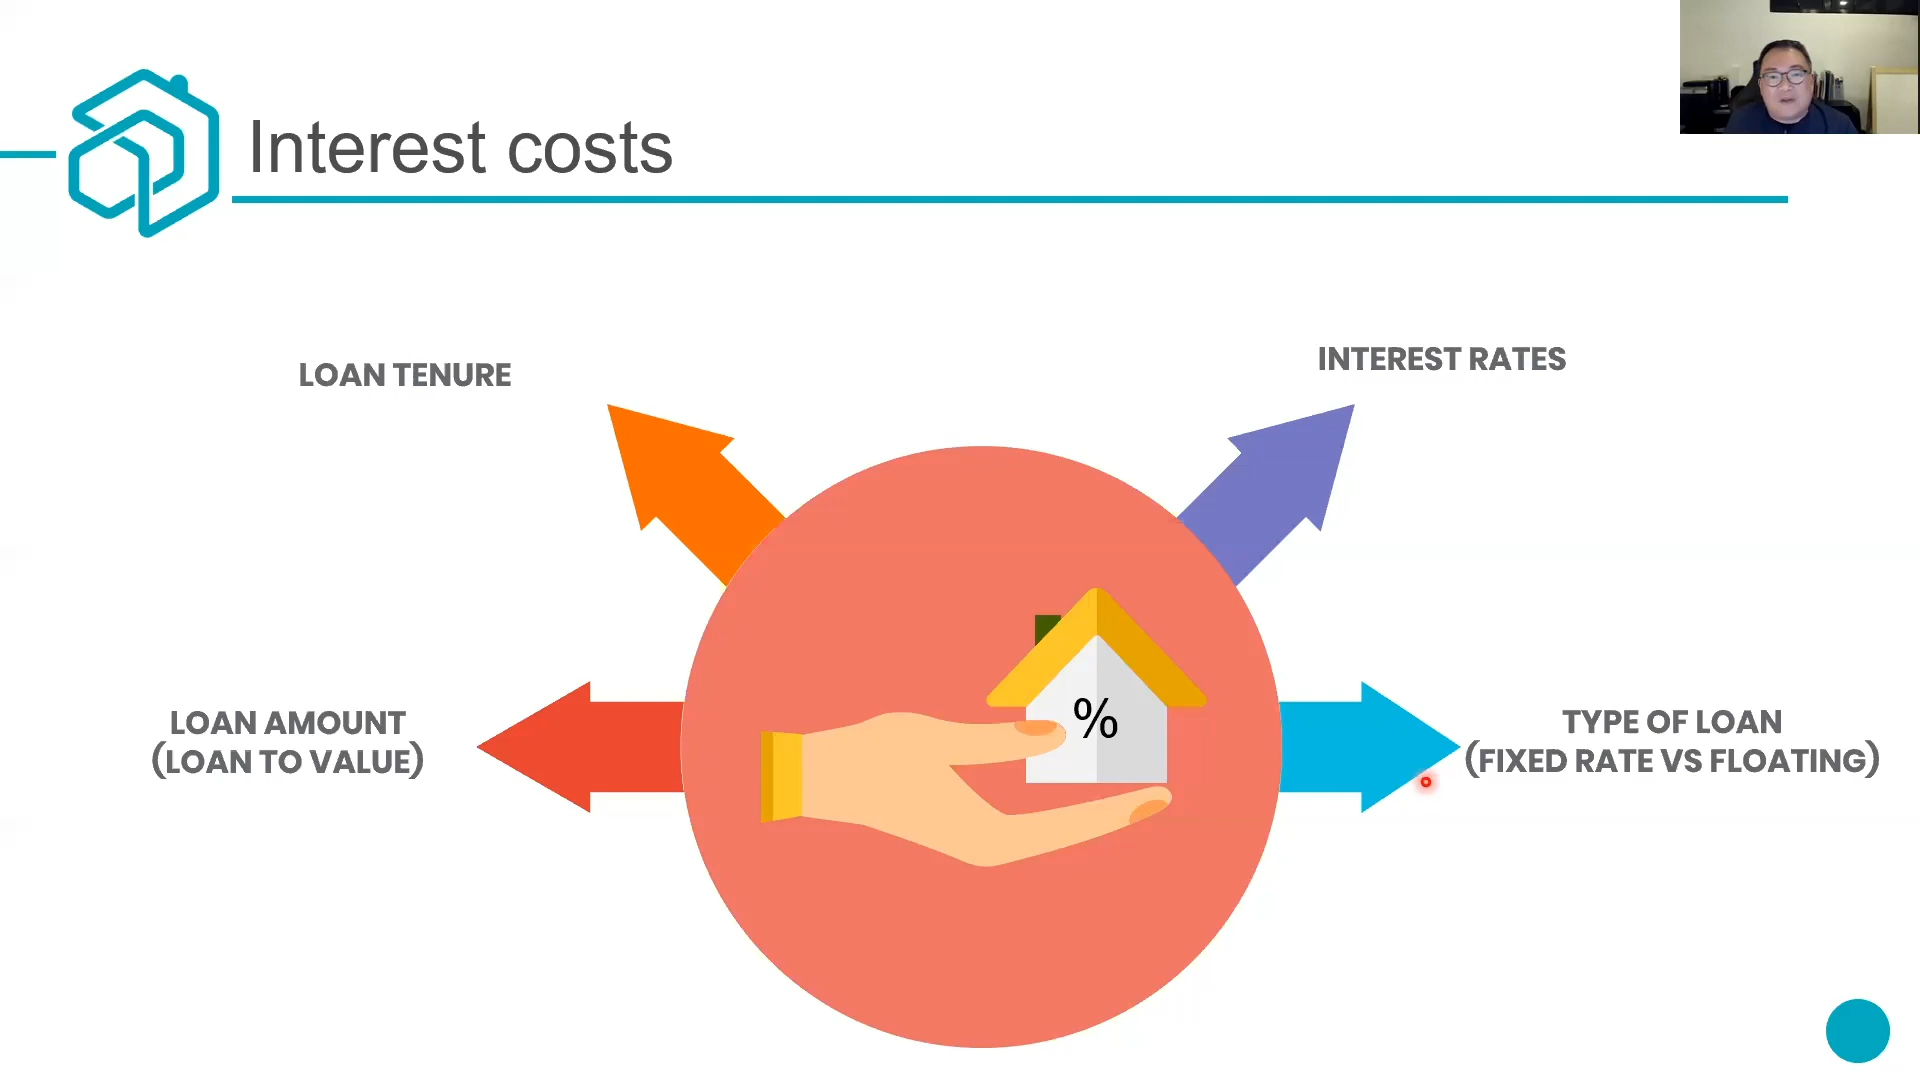 Interest costs
LOAN TENURE
INTEREST RATES
LOAN AMOUNT
(LOAN TO VALUE)
%
TYPE OF LOAN
(FIXED RATE VS FLOATING)